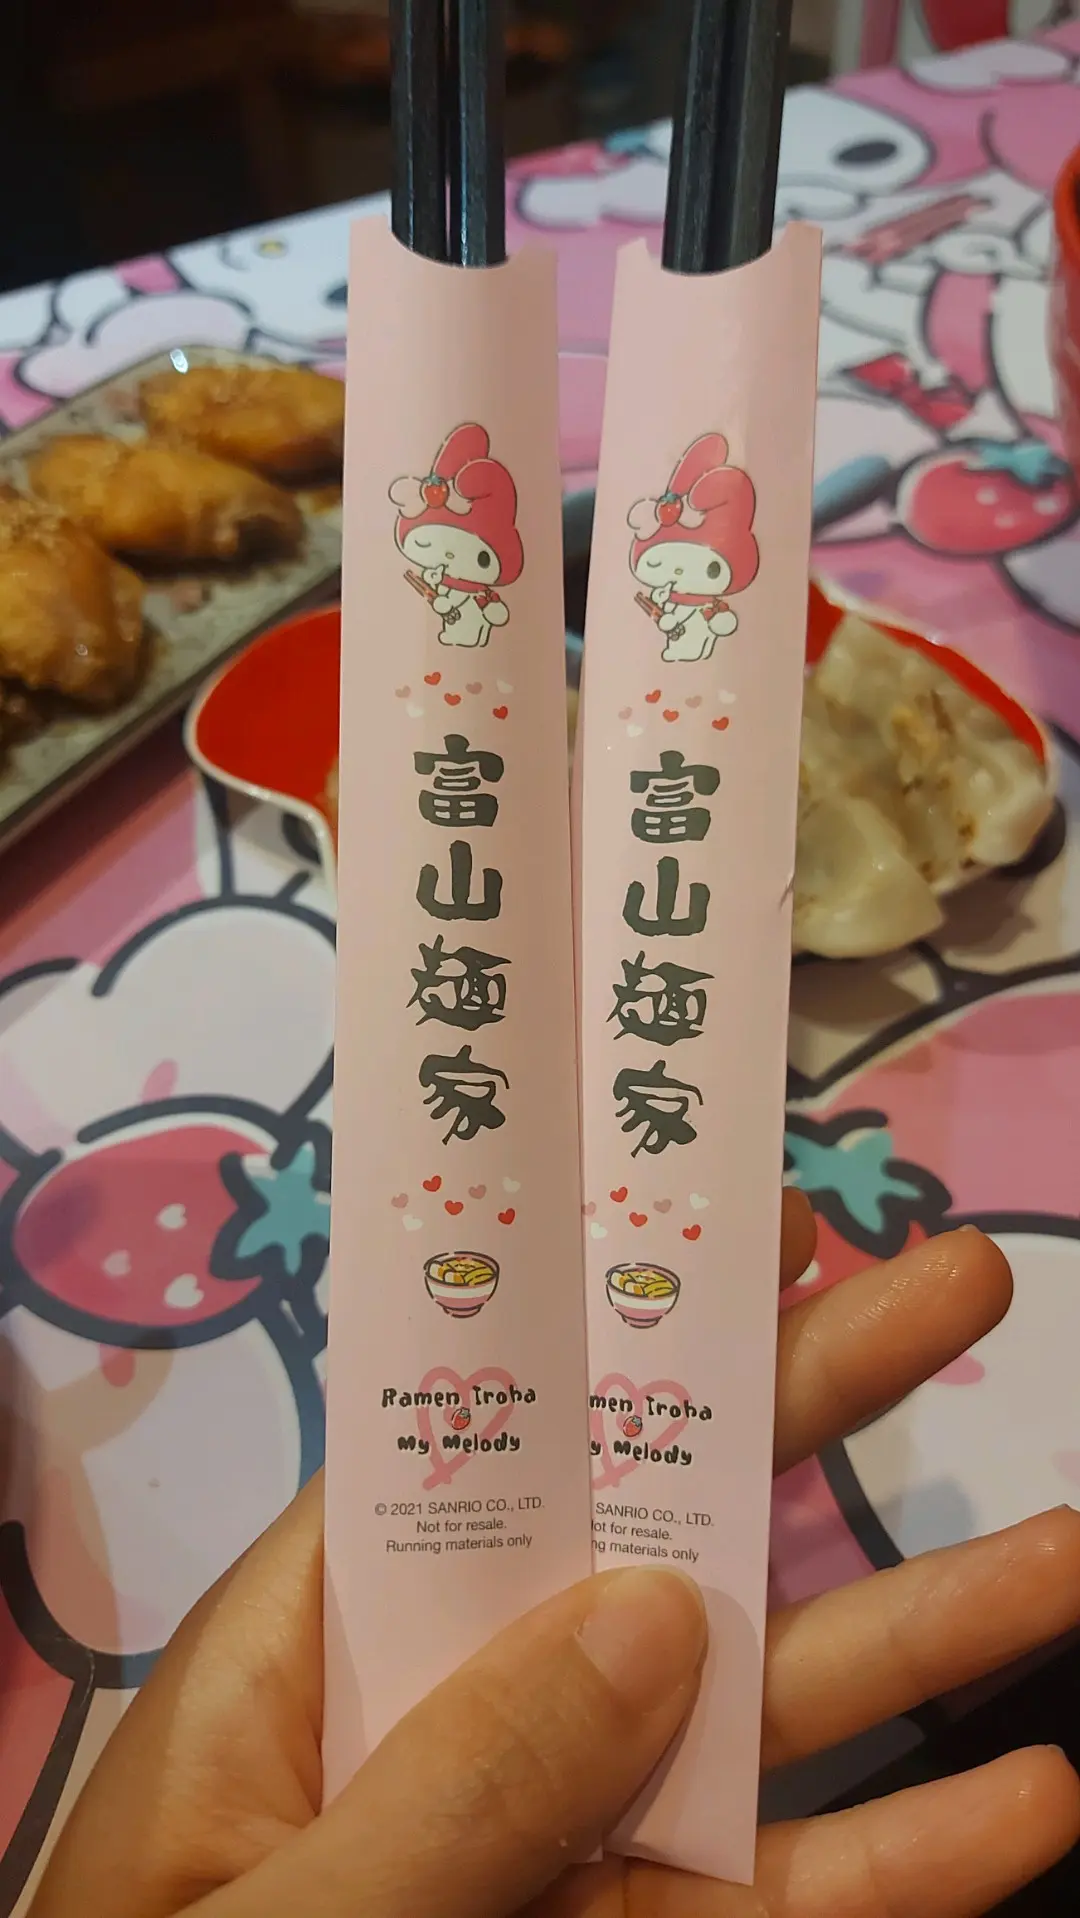 富山麺家
Ramen Iroha
My Melody
© 2021 SANRIO CO., LTD.
Not for resale.
Running materials only
富山麺家
men Iroha
y Melody
SANRIO CO., LTD.
ot for resale.
ng materials only